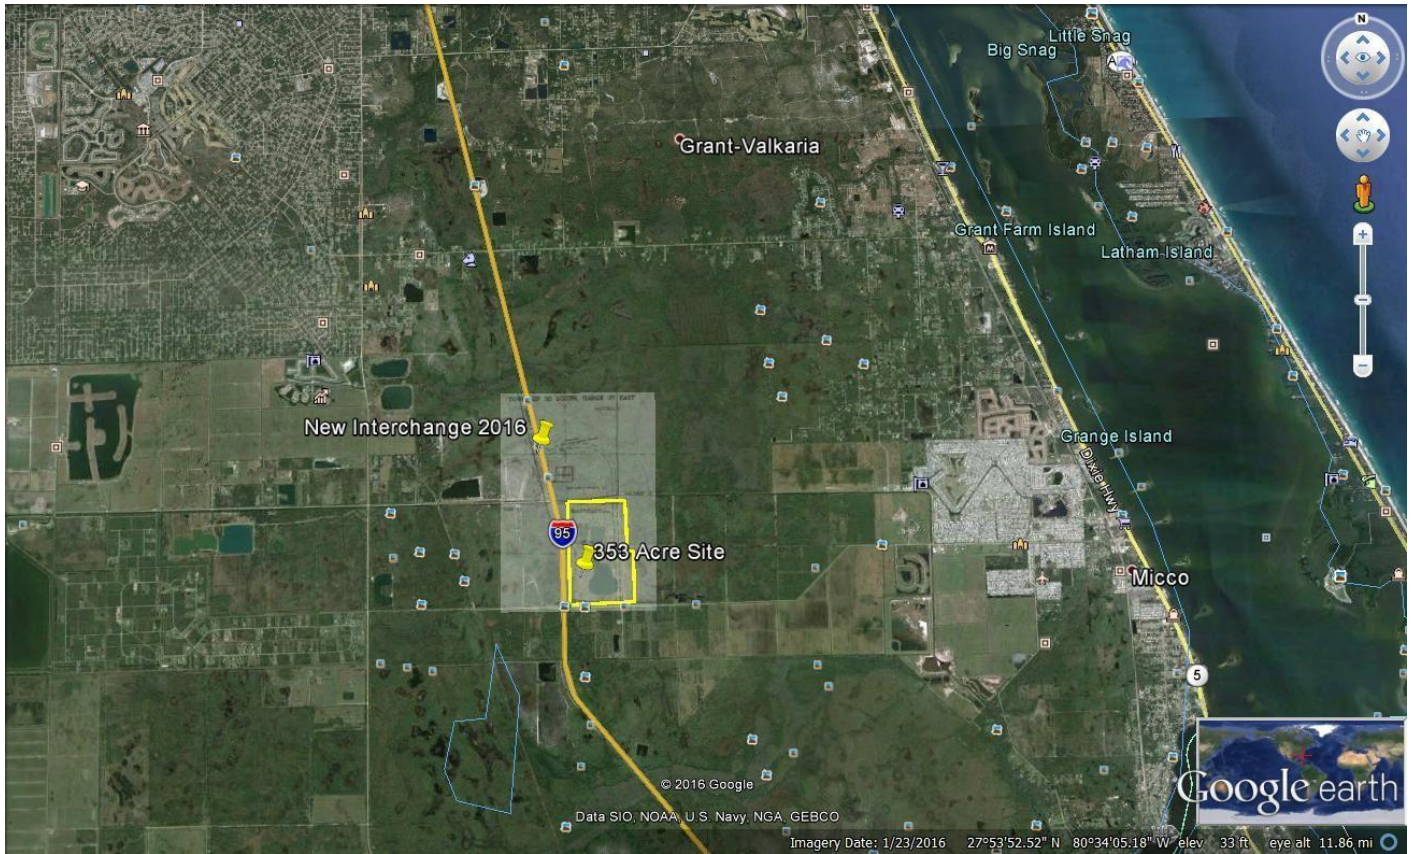 N
Little Snag
Big Snag
Grant-Valkaria
Grant Farm Island
Latham Island
New Interchange 2016
Grange Island
Dixie Hwy
95
353 Acre Site
Micco
5
© 2016 Google
Google earth
Data SIO, NOAA, U.S. Navy, NGA, GEBCO
Imagery Date: 1/23/2016 27°53'52.52" N 80°34'05.18" W elev 33 ft eye alt 11.86 mi